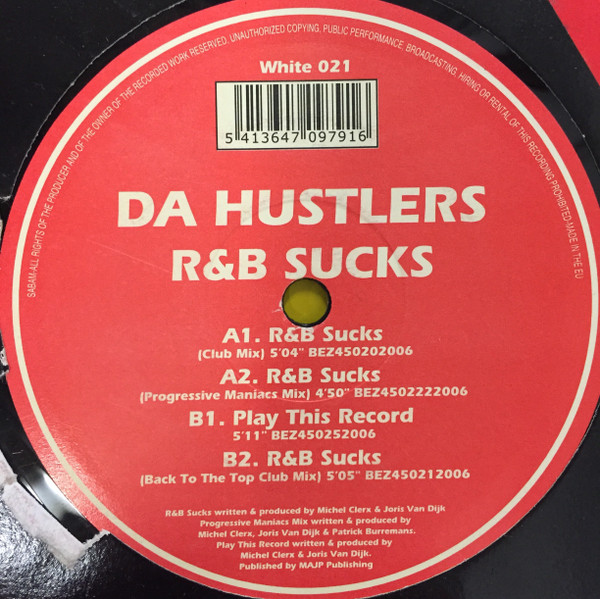 SABAM-ALL RIGHTS OF THE PRODUCER AND OF THE OWNER OF THE RECORDED WORK RESERVED. UNAUTHORIZED COPYING, PUBLIC PERFORMANCE, BROADCASTING, HIRING OR RENTAL OF THIS RECORDING PROHIBITED-MADE IN THE EU
White 021
5 413647 097916
DA HUSTLERS
R&B SUCKS
A1. R&B Sucks
(Club Mix) 5'04" BEZ450202006
A2. R&B Sucks
(Progressive Maniacs Mix) 4'50" BEZ4502222006
B1. Play This Record
5'11" BEZ450252006
B2. R&B Sucks
(Back To The Top Club Mix) 5'05" BEZ450212006
R&B Sucks written & produced by Michel Clerx & Joris Van Dijk
Progressive Maniacs Mix written & produced by
Michel Clerx, Joris Van Dijk & Patrick Burremans.
Play This Record written & produced by
Michel Clerx & Joris Van Dijk.
Published by MAJP Publishing